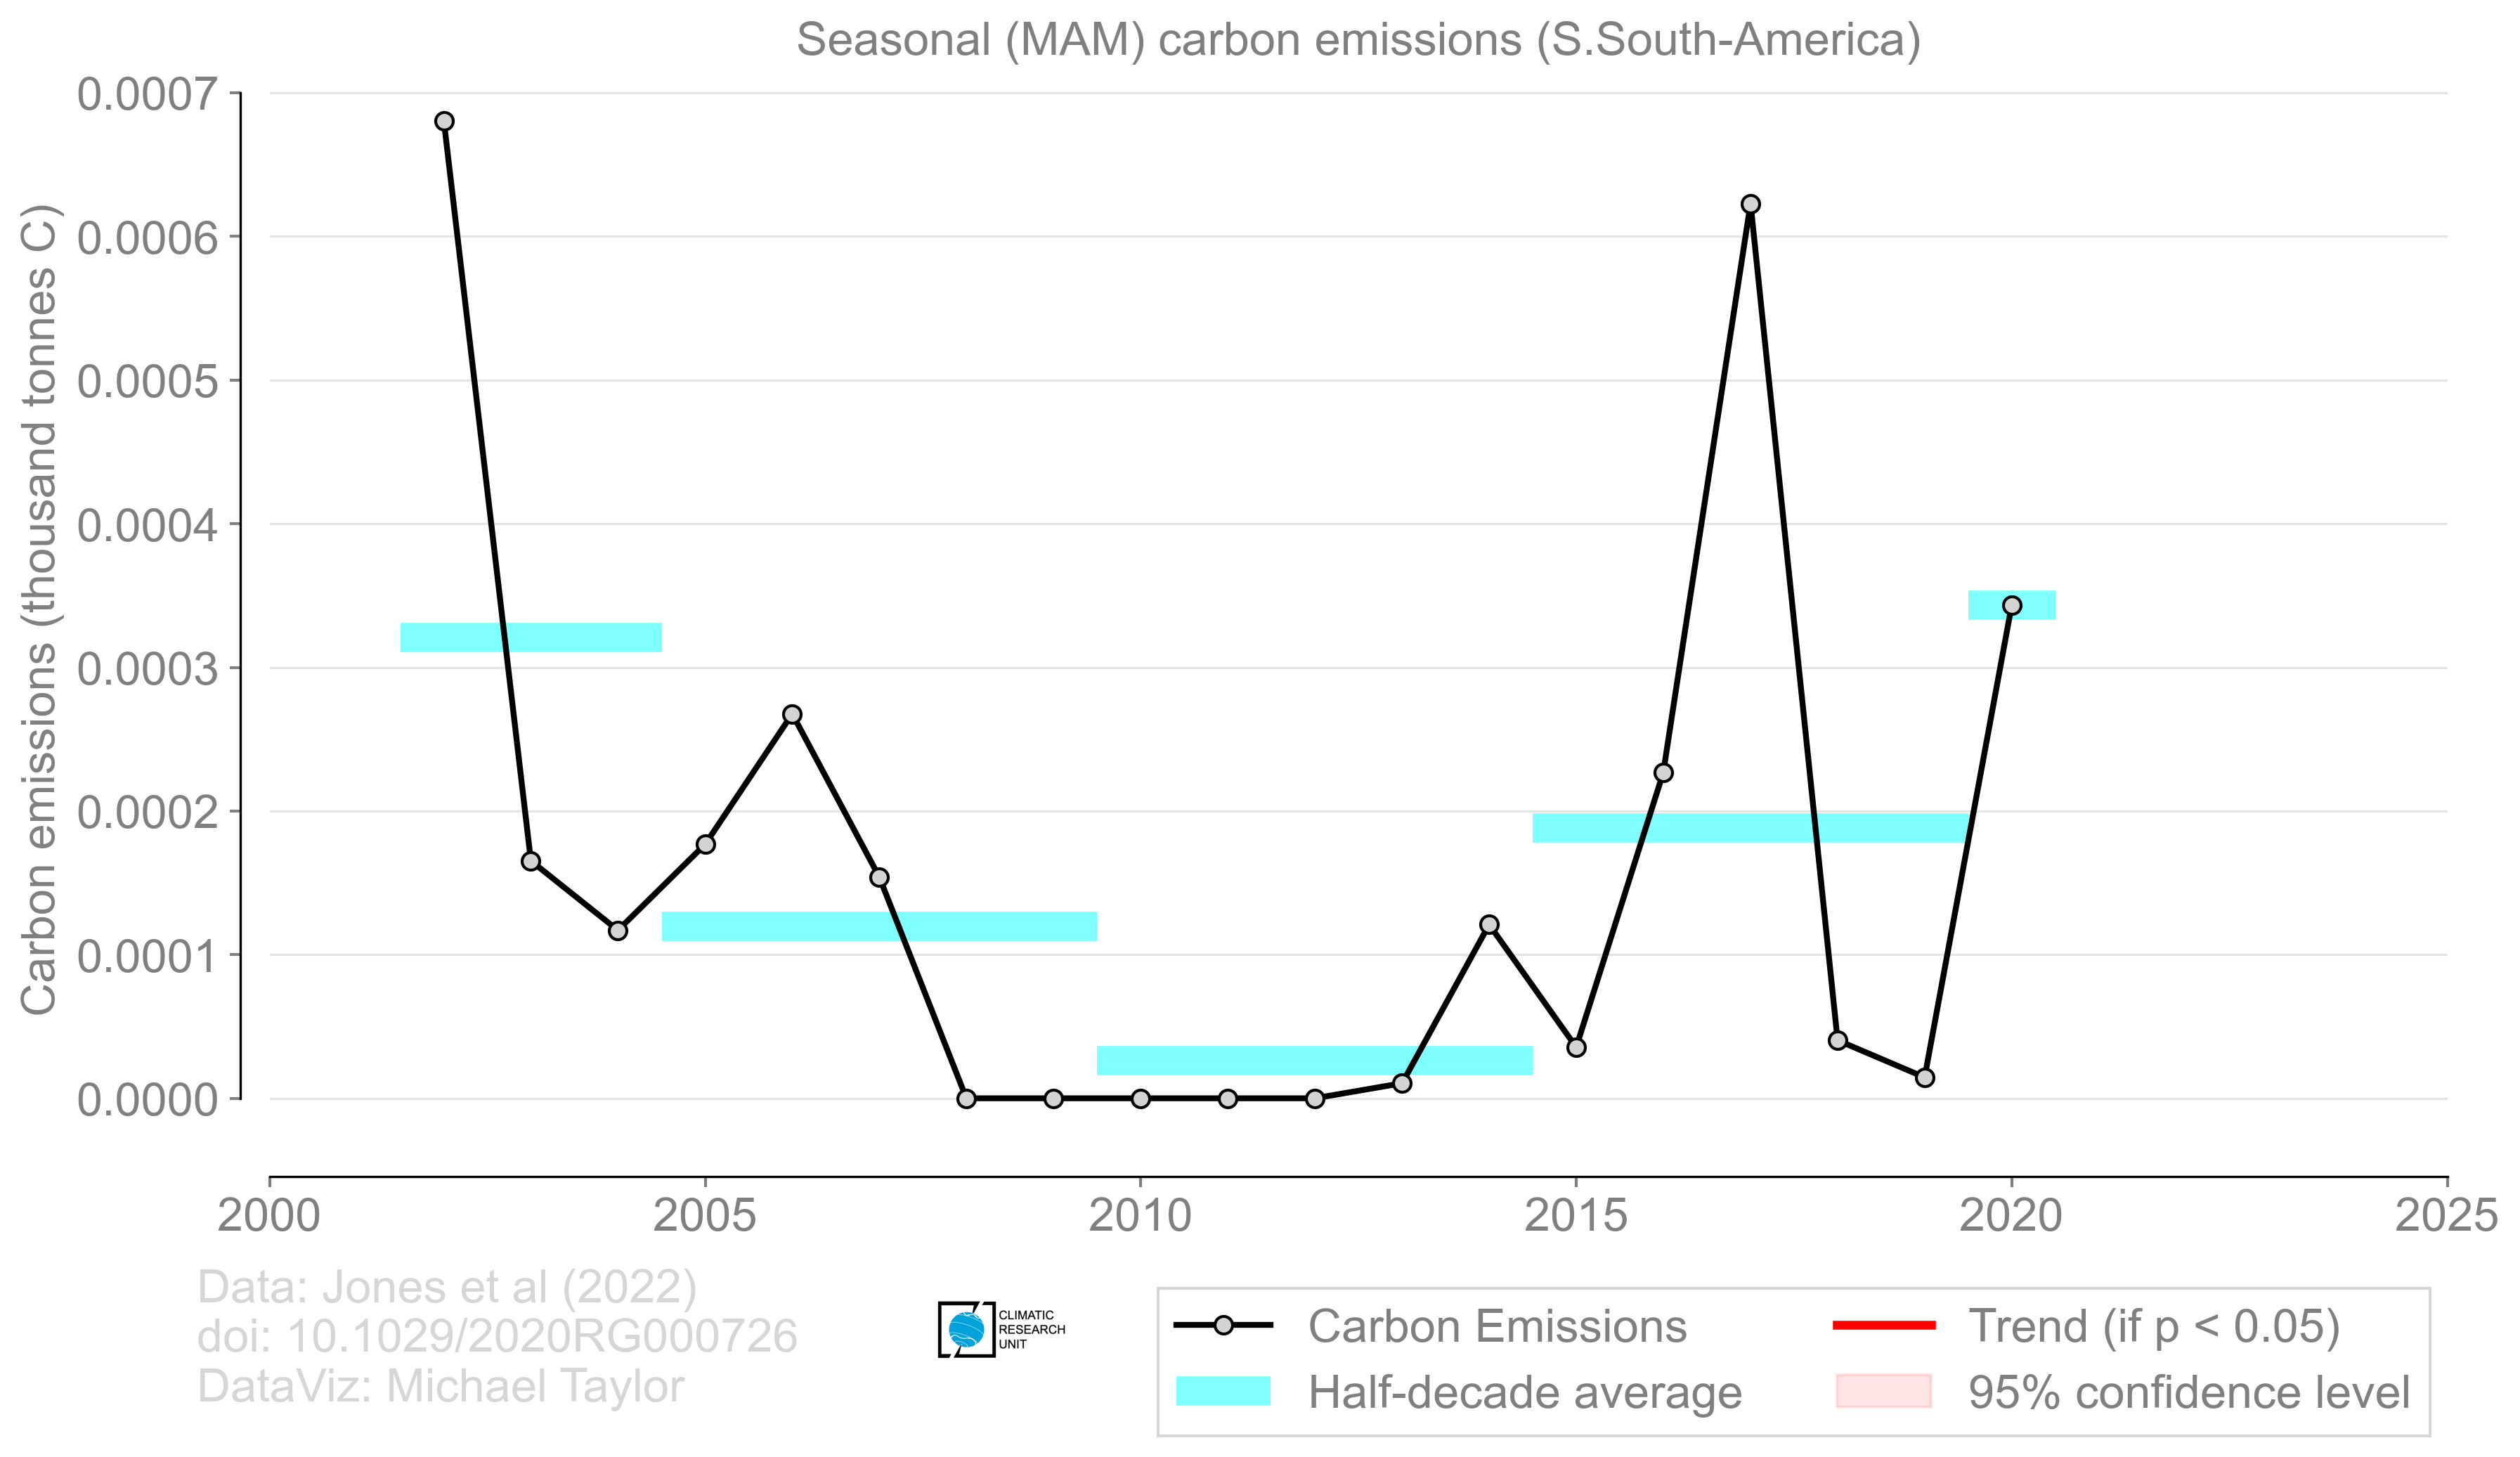 Seasonal (MAM) carbon emissions (S.South-America)
Carbon emissions (thousand tonnes C)
0.0007
0.0006
0.0005
0.0004
0.0003
0.0002
0.0001
0.0000
2000 2005 2010 2015 2020 2025
Data: Jones et al (2022)
doi: 10.1029/2020RG000726
DataViz: Michael Taylor
CLIMATIC
RESEARCH
UNIT
Carbon Emissions
Half-decade average
Trend (if p < 0.05)
95% confidence level